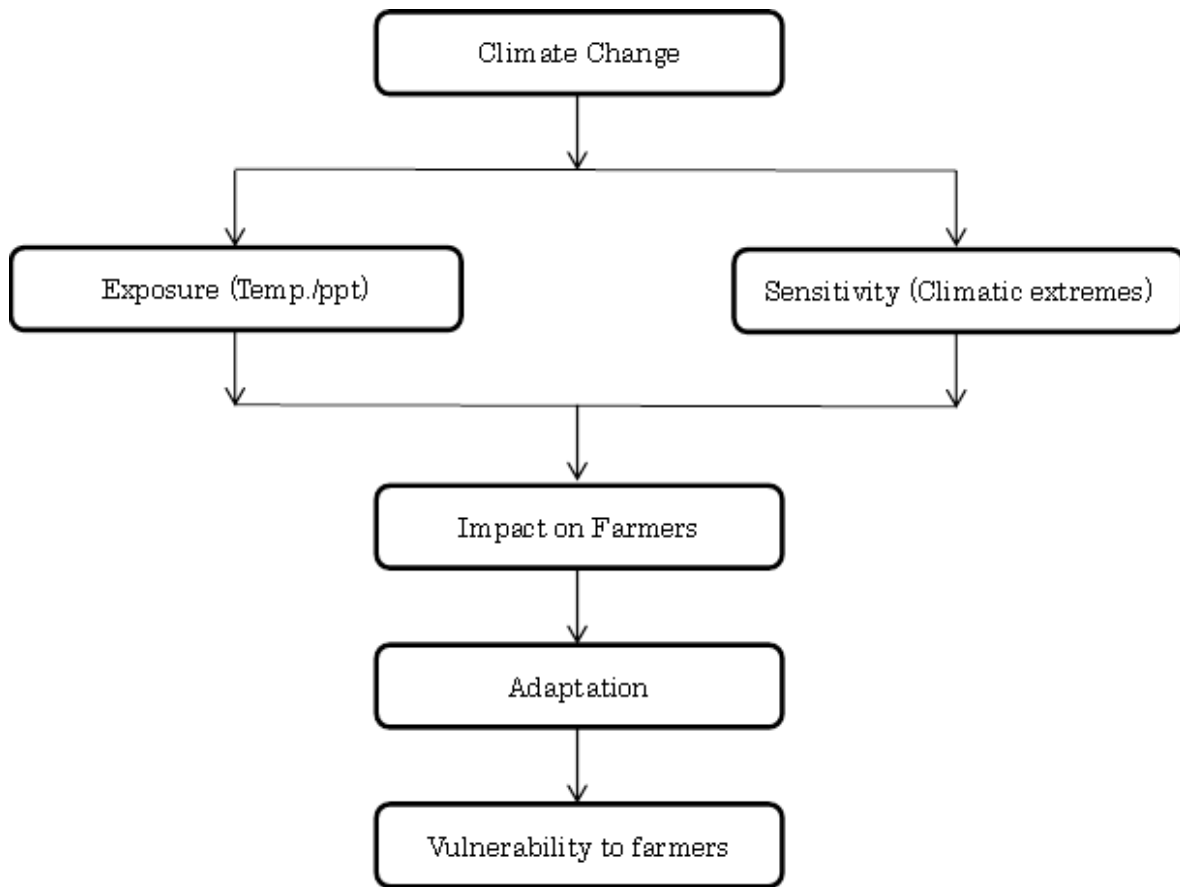 Climate Change
Exposure (Temp./ppt)
Sensitivity (Climatic extremes)
Impact on Farmers
Adaptation
Vulnerability to farmers